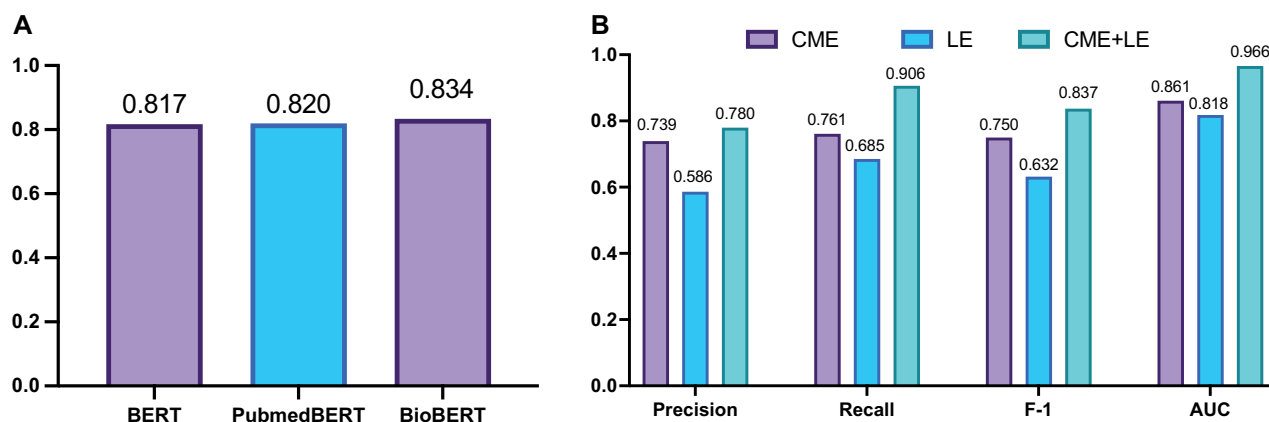 A
1.0
0.8
0.6
0.4
0.2
0.0
0.817
0.820
0.834
BERT
PubmedBERT
BioBERT
B
CME
LE
CME+LE
1.0
0.8
0.6
0.4
0.2
0.0
0.739
0.586
0.780
0.761
0.685
0.906
0.750
0.632
0.837
0.861
0.818
0.966
Precision
Recall
F-1
AUC